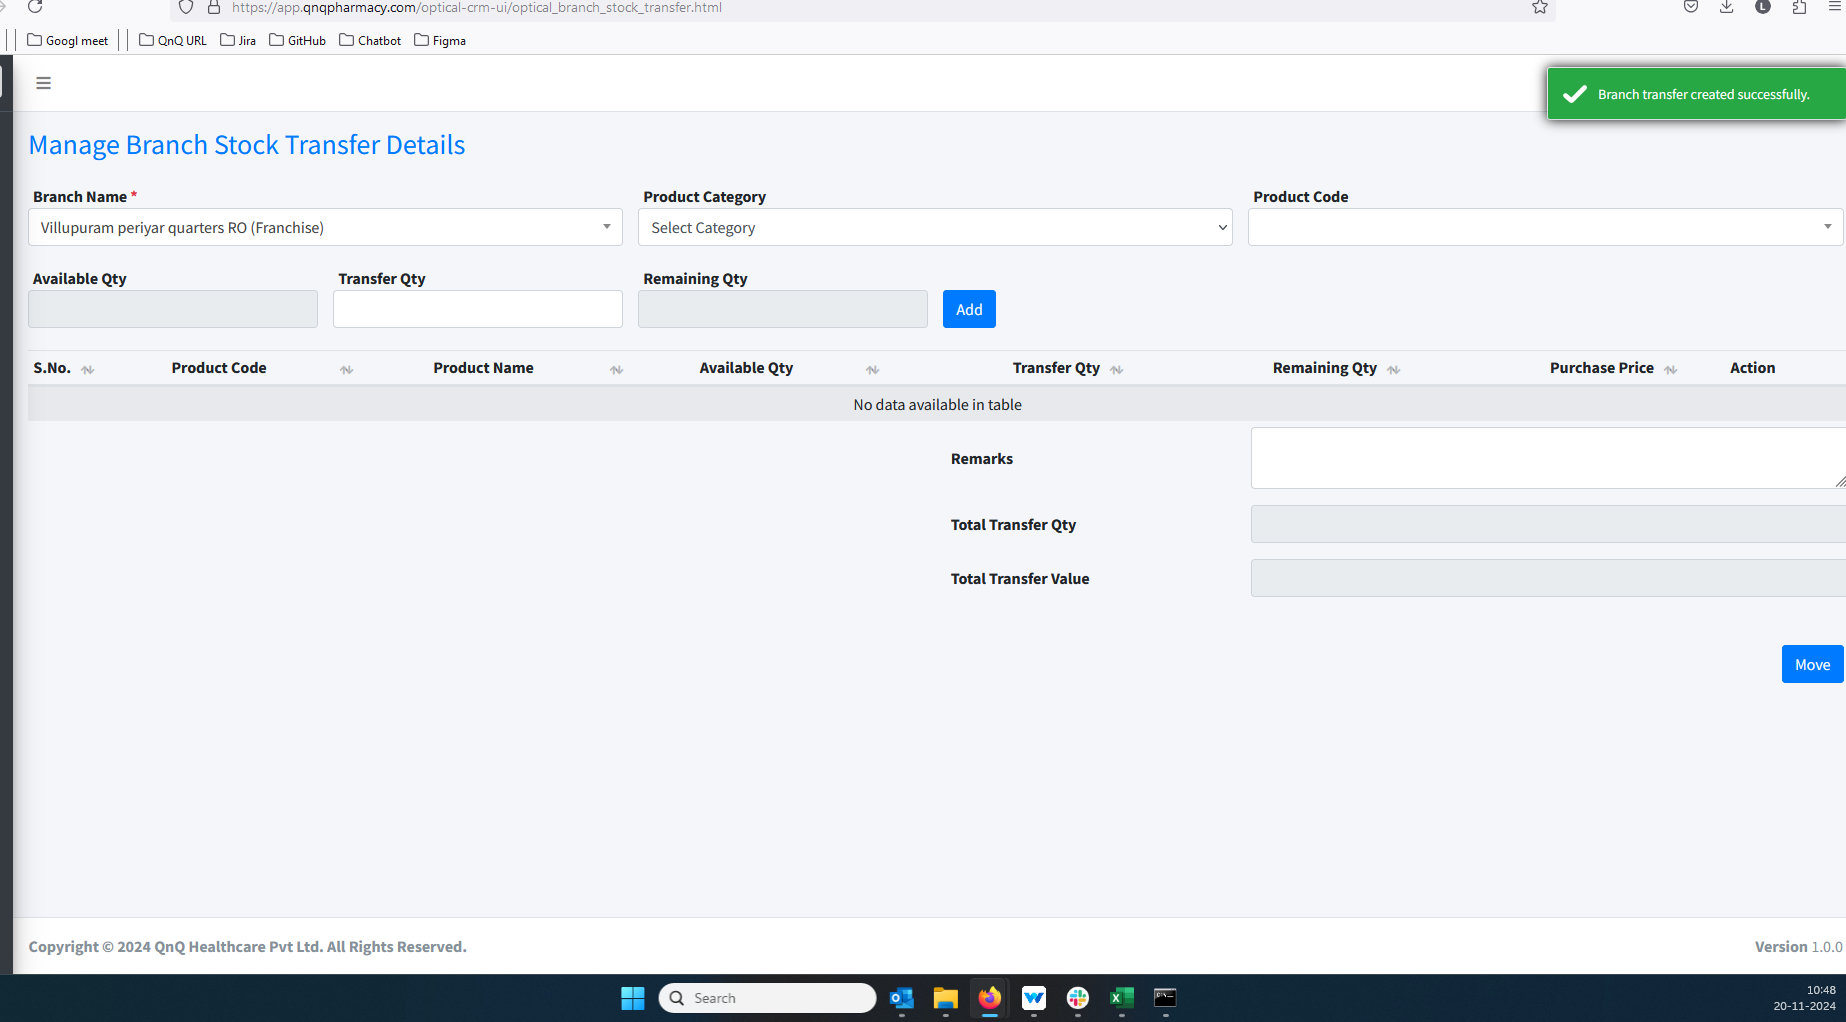 https://app.qnqpharmacy.com/optical-crm-ui/optical_branch_stock_transfer.html
L
Googl meet
QnQ URL
Jira
GitHub
Chatbot
Figma
Branch transfer created successfully.
Manage Branch Stock Transfer Details
Branch Name *
Product Category
Product Code
Villupuram periyar quarters RO (Franchise)
Select Category
Available Qty
Transfer Qty
Remaining Qty
Add
S.No.
Product Code
Product Name
Available Qty
Transfer Qty
Remaining Qty
Purchase Price
Action
No data available in table
Remarks
Total Transfer Qty
Total Transfer Value
Move
Copyright © 2024 QnQ Healthcare Pvt Ltd. All Rights Reserved.
Version 1.0.0
Search
10:48
20-11-2024